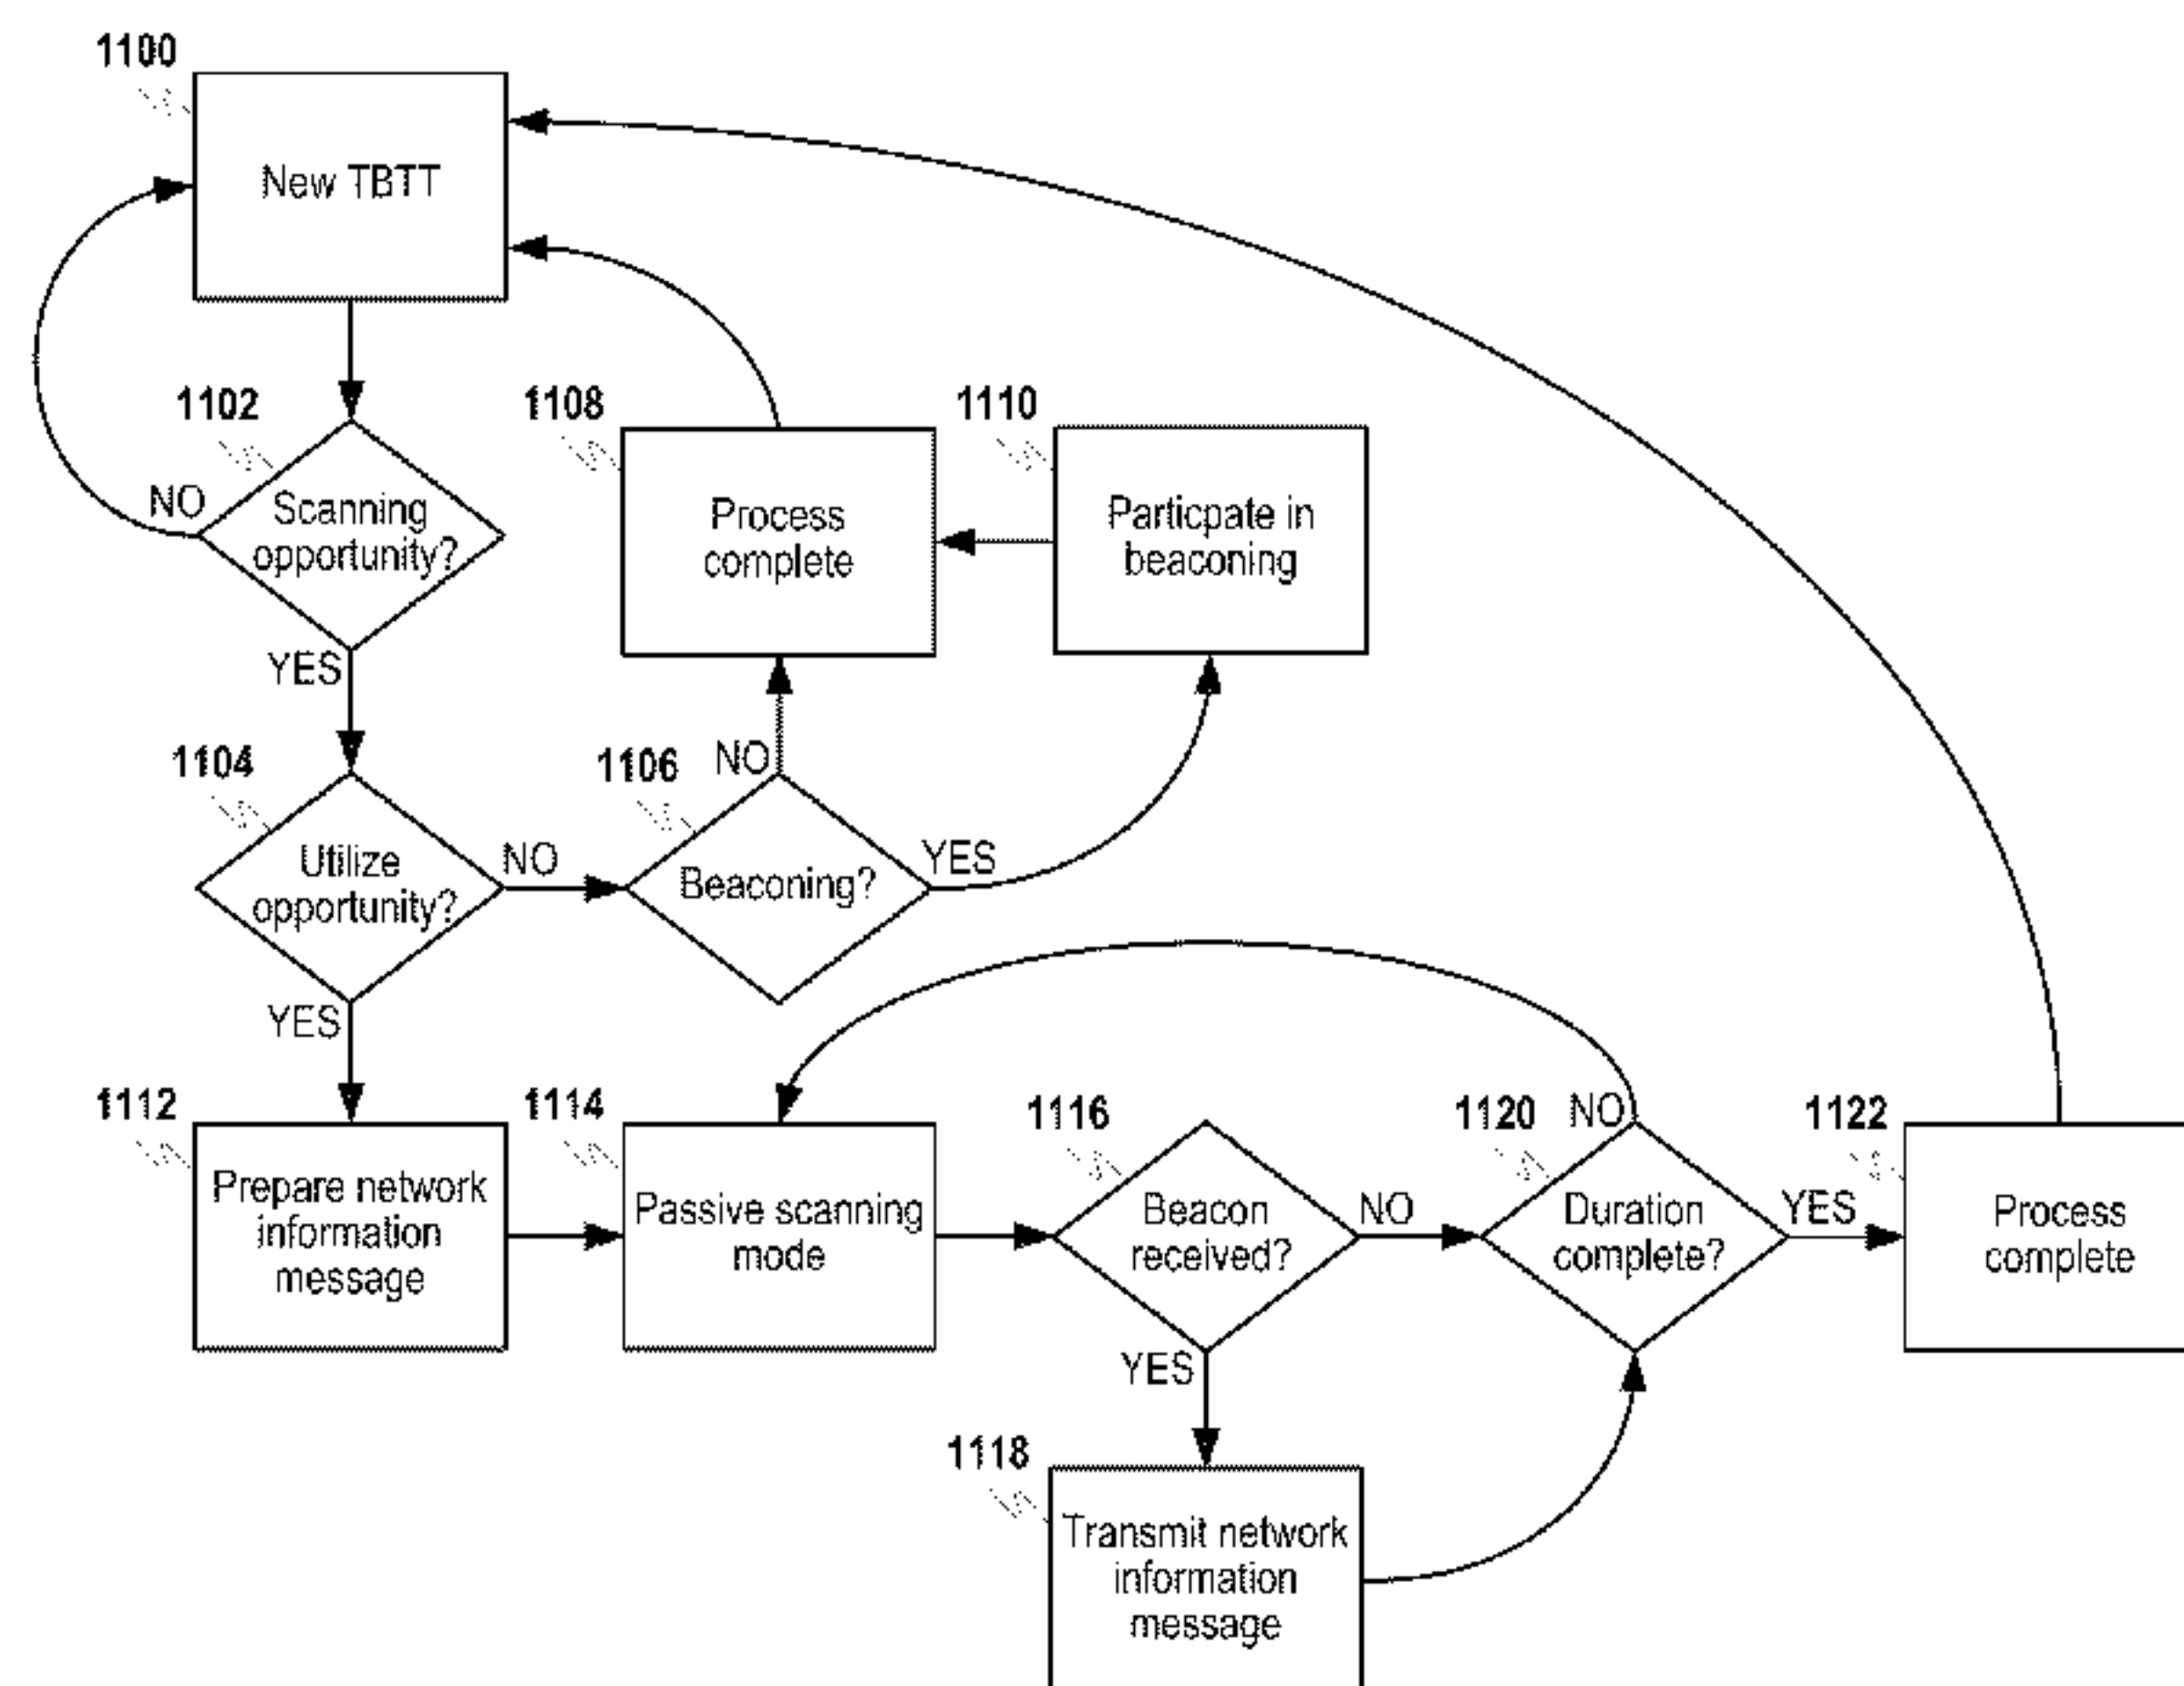 1100
New TBTT
1102
NO
Scanning
opportunity?
YES
1108
Process
complete
1110
Particpate in
beaconing
1104
Utilize
opportunity?
NO
YES
1106
NO
Beaconing?
YES
1112
Prepare network
information
message
1114
Passive scanning
mode
1116
Beacon
received?
NO
YES
1120
NO
Duration
complete?
YES
1122
Process
complete
1118
Transmit network
information
message